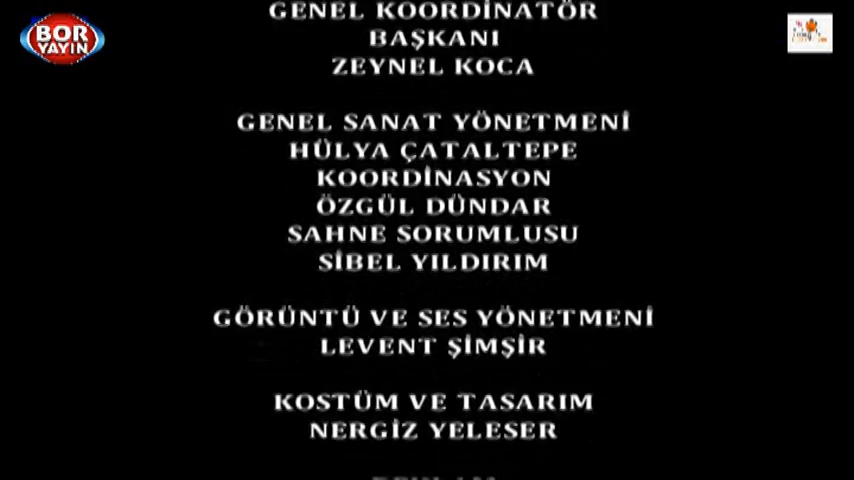 BOR
YAYIN
GENEL KOORDİNATÖR
BAŞKANI
ZEYNEL KOCA
GENEL SANAT YÖNETMENİ
HÜLYA ÇATALTEPE
KOORDİNASYON
ÖZGÜL DÜNDAR
SAHNE SORUMLUSU
SİBEL YILDIRIM
GÖRÜNTÜ VE SES YÖNETMENİ
LEVENT ŞİMŞİR
KOSTÜM VE TASARIM
NERGİZ YELESER